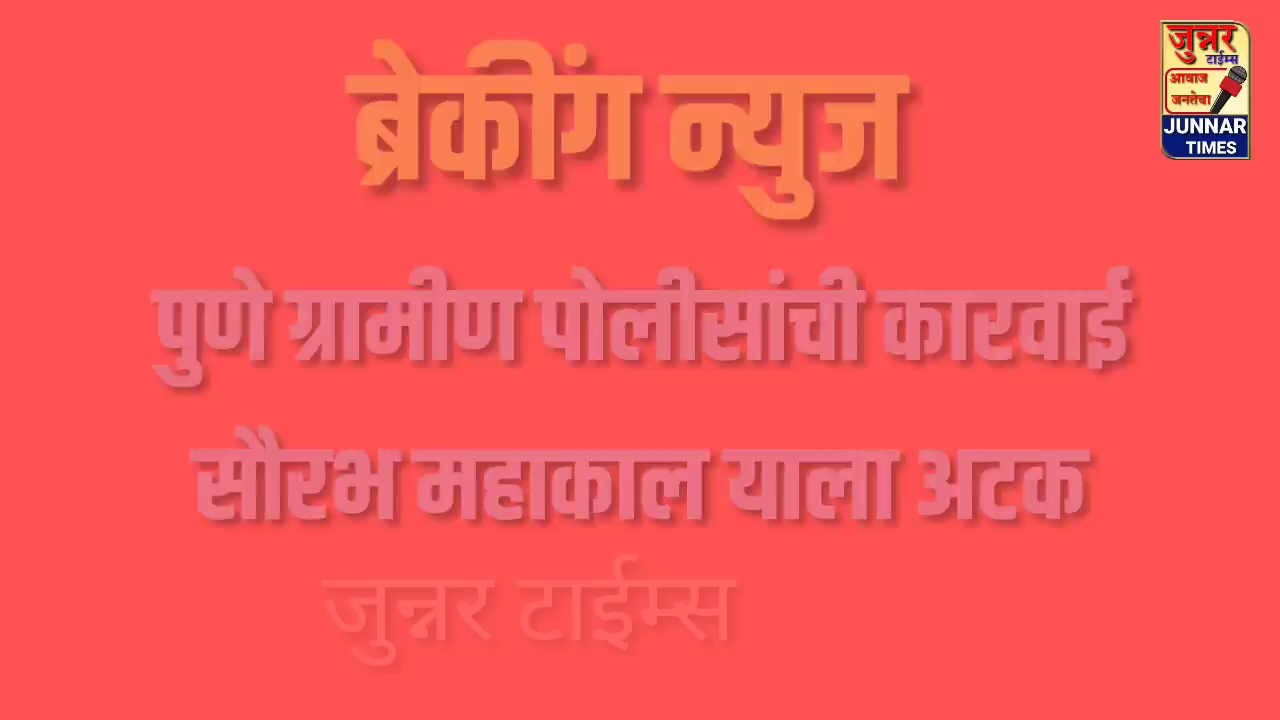 ब्रेकींग न्युज
पुणे ग्रामीण पोलीसांची कारवाई
सौरभ महाकाल याला अटक
जुन्नर टाईम्स
जुन्नर
टाईम्स
आवाज
जनतेचा
JUNNAR
TIMES